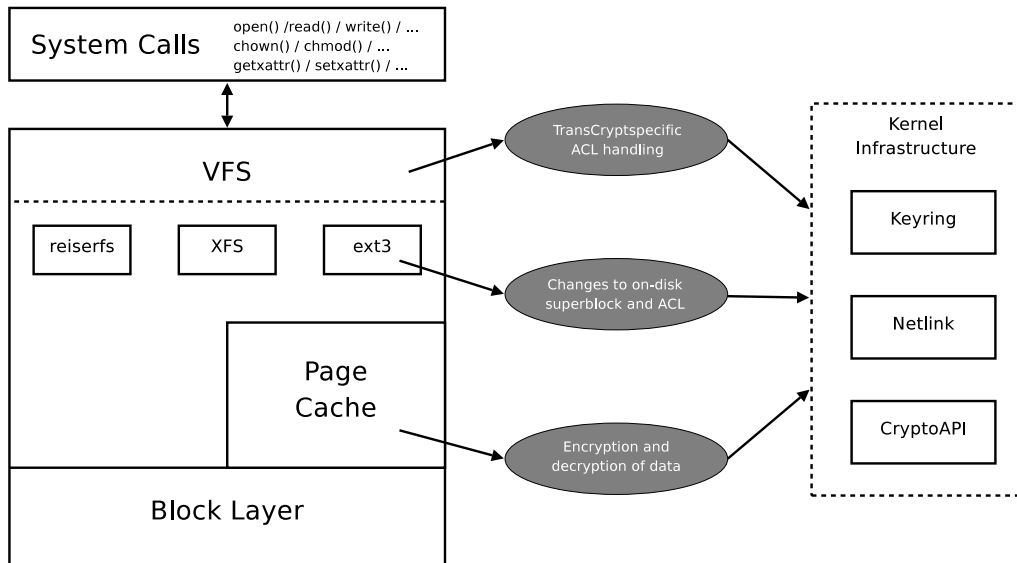 System Calls
open() /read() / write() / ...
chown() / chmod() / ...
getxattr() / setxattr() / ...
VFS
reiserfs
XFS
ext3
Page
Cache
Block Layer
TransCryptspecific
ACL handling
Changes to on-disk
superblock and ACL
Encryption and
decryption of data
Kernel
Infrastructure
Keyring
Netlink
CryptoAPI